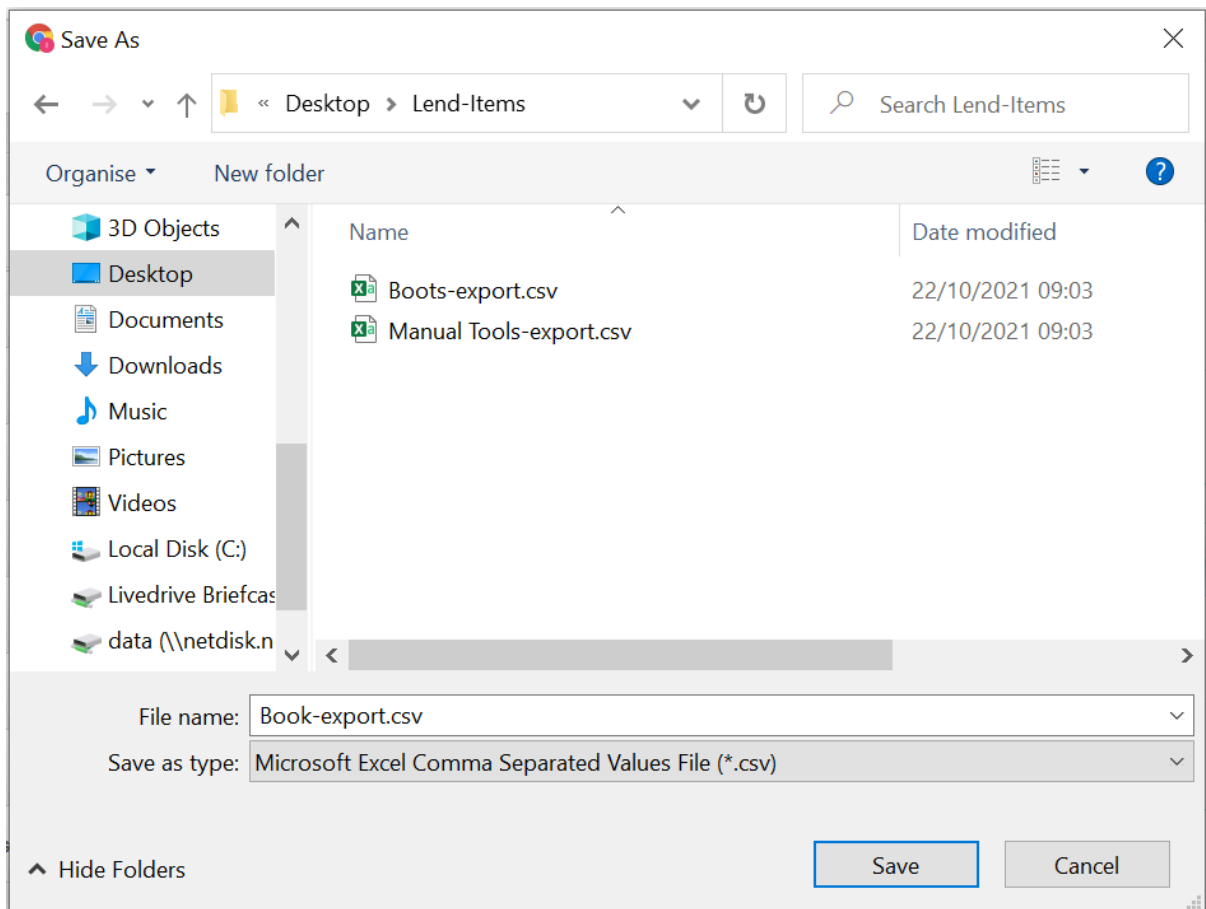 Save As
« Desktop > Lend-Items
Search Lend-Items
Organise
New folder
?
3D Objects
Desktop
Documents
Downloads
Music
Pictures
Videos
Local Disk (C:)
Livedrive Briefcas
data (\\netdisk.n
Name
Date modified
Boots-export.csv
22/10/2021 09:03
Manual Tools-export.csv
22/10/2021 09:03
File name: Book-export.csv
Save as type: Microsoft Excel Comma Separated Values File (*.csv)
Hide Folders
Save
Cancel